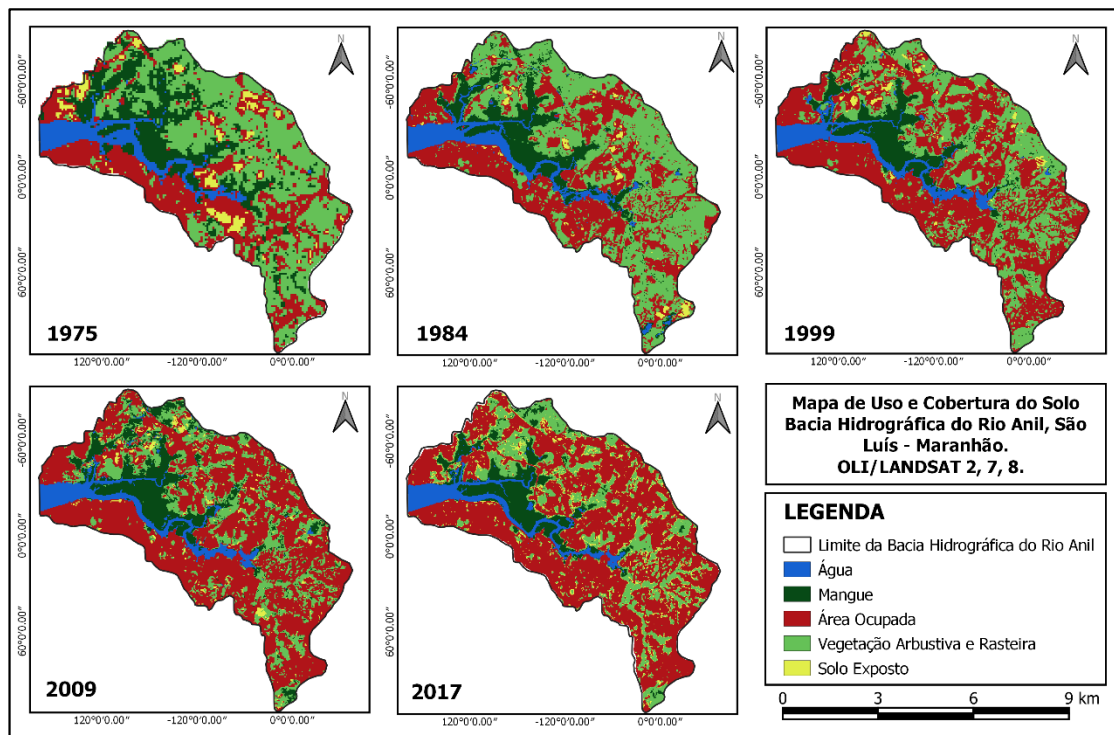 N
-60°0'0.00"
0°0'0.00"
60°0'0.00"
1975
120°0'0.00"
-120°0'0.00"
0°0'0.00"
N
-60°0'0.00"
0°0'0.00"
60°0'0.00"
1984
120°0'0.00"
-120°0'0.00"
0°0'0.00"
N
-60°0'0.00"
0°0'0.00"
60°0'0.00"
1999
120°0'0.00"
-120°0'0.00"
0°0'0.00"
N
-60°0'0.00"
0°0'0.00"
60°0'0.00"
2009
120°0'0.00"
-120°0'0.00"
0°0'0.00"
N
-60°0'0.00"
0°0'0.00"
60°0'0.00"
2017
120°0'0.00"
-120°0'0.00"
0°0'0.00"
Mapa de Uso e Cobertura do Solo
Bacia Hidrográfica do Rio Anil, São
Luís - Maranhão.
OLI/LANDSAT 2, 7, 8.
LEGENDA
Limite da Bacia Hidrográfica do Rio Anil
Água
Mangue
Área Ocupada
Vegetação Arbustiva e Rasteira
Solo Exposto
0 3 6 9 km